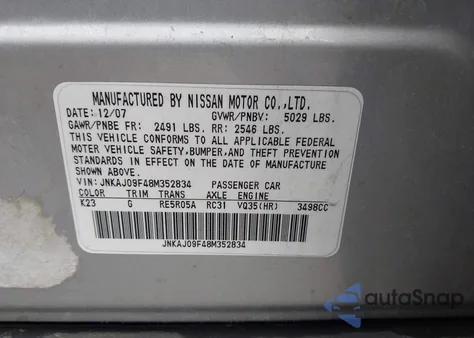 MANUFACTURED BY NISSAN MOTOR CO.,LTD.
DATE: 12/07 GVWR/PNBV: 5029 LBS.
GAWR/PNBE FR: 2491 LBS. RR: 2546 LBS.
THIS VEHICLE CONFORMS TO ALL APPLICABLE FEDERAL
MOTOR VEHICLE SAFETY, BUMPER, AND THEFT PREVENTION
STANDARDS IN EFFECT ON THE DATE OF MANUFACTURE
SHOWN ABOVE.
VIN: JNKAJ09F48M352834 PASSENGER CAR
COLOR TRIM TRANS AXLE ENGINE
K23 G RE5R05A RC31 VQ35(HR) 3498CC
JNKAJ09F48M352834
autoSnap